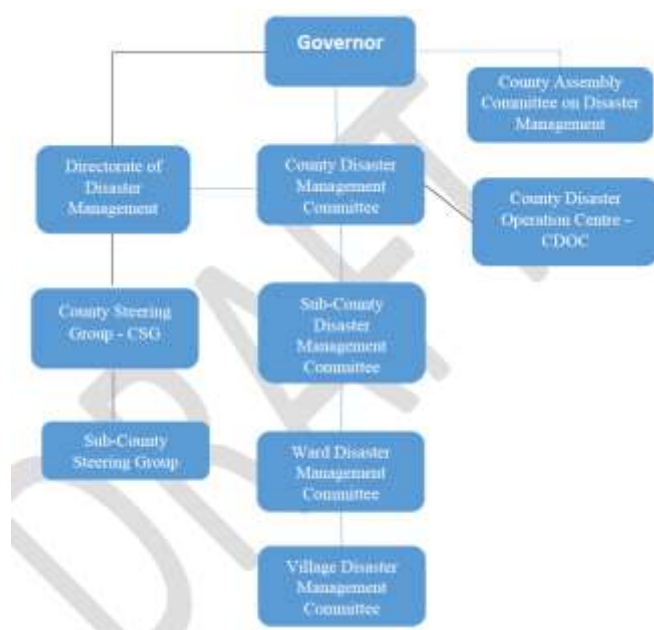 Governor
County Assembly
Committee on Disaster
Management
Directorate of
Disaster
Management
County Disaster
Management
Committee
County Disaster
Operation Centre –
CDOC
County Steering
Group - CSG
Sub-County
Disaster
Management
Committee
Sub-County
Steering Group
Ward Disaster
Management
Committee
Village Disaster
Management
Committee
DRAFT